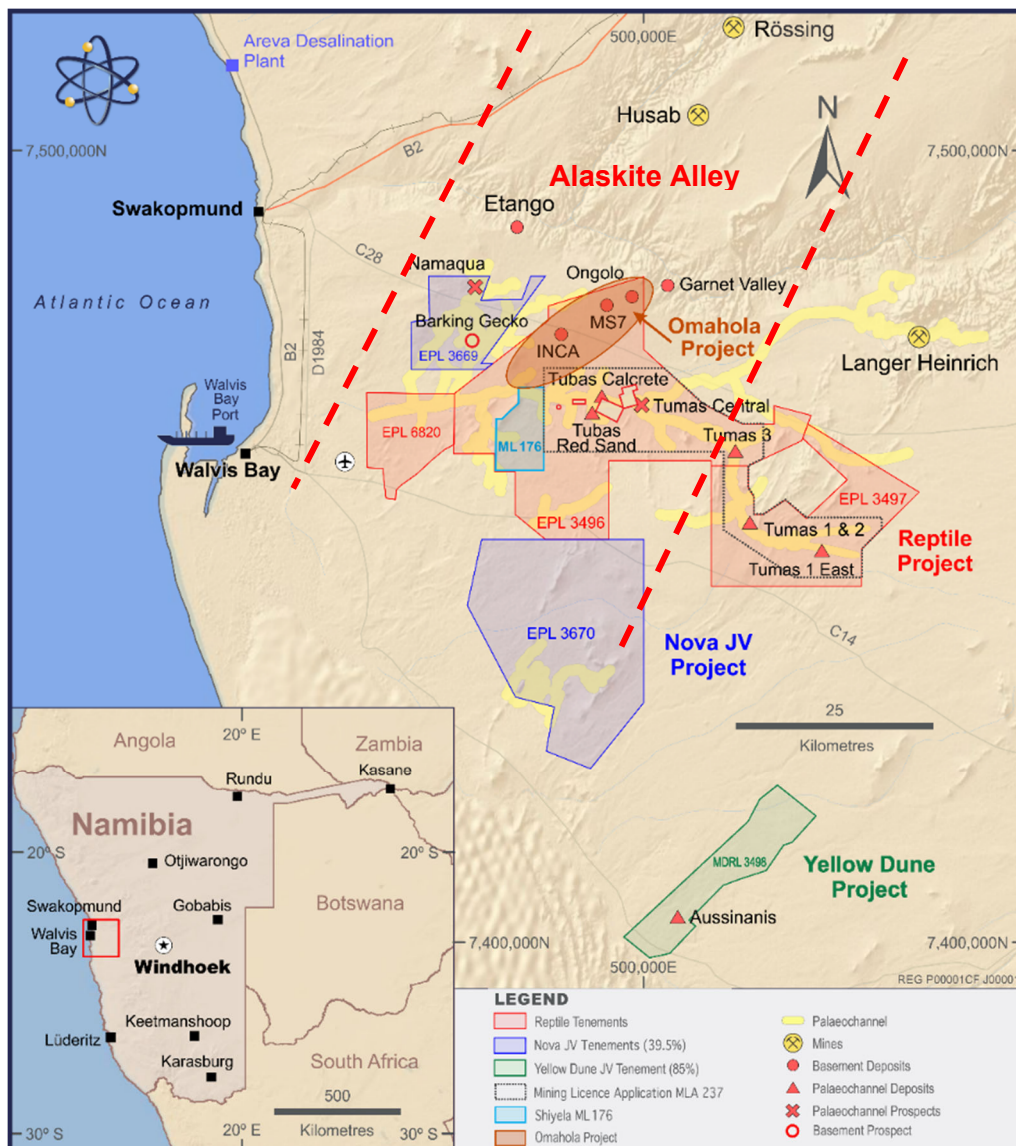 Areva Desalination
Plant
500,000E
Rössing
Husab
N
7,500,000N
7,500,000N
B2
Alaskite Alley
Swakopmund
Etango
C28
Namaqua
Ongolo
Garnet Valley
Atlantic Ocean
MS7
Omahola
Project
Barking Gecko
EPL 3669
INCA
Langer Heinrich
B2
D1984
Walvis
Bay
Port
Tubas Calcrete
Tumas Central
EPL 6820
ML 176
Tubas
Red Sand
Tumas 3
Walvis Bay
EPL 3497
EPL 3496
Tumas 1 & 2
Reptile
Project
Tumas 1 East
EPL 3670
Nova JV
Project
C14
25
Kilometres
MDRL 3498
Yellow Dune
Project
Aussinanis
7,400,000N
7,400,000N
500,000E
REG P00001CF J00001
Angola
20° E
Zambia
Rundu
Kasane
Namibia
20° S
20° S
Otjiwarongo
Botswana
Swakopmund
Gobabis
Walvis
Bay
Windhoek
Keetmanshoop
Lüderitz
Karasburg
South Africa
500
Kilometres
30° S
20° E
30° S
LEGEND
Reptile Tenements
Nova JV Tenements (39.5%)
Yellow Dune JV Tenement (85%)
Mining Licence Application MLA 237
Shiyela ML 176
Omahola Project
Palaeochannel
Mines
Basement Deposits
Palaeochannel Deposits
Palaeochannel Prospects
Basement Prospect